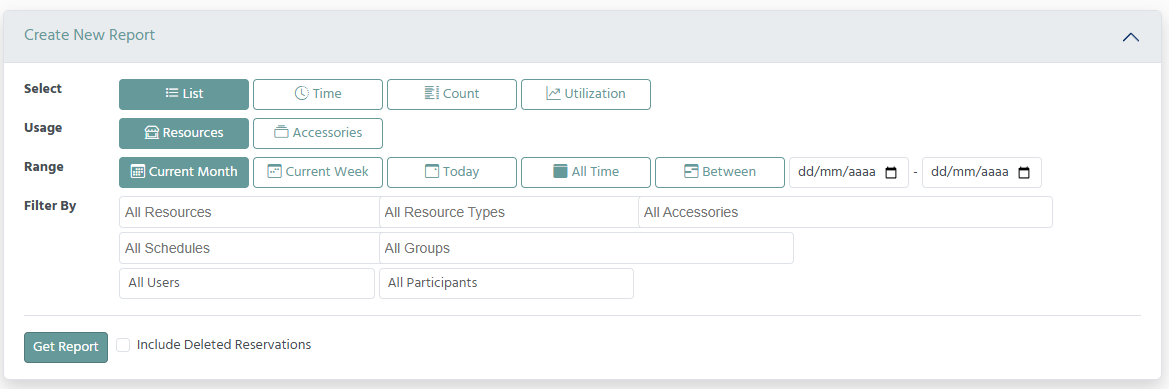 Create New Report
Select List Time Count Utilization
Usage Resources Accessories
Range Current Month Current Week Today All Time Between dd/mm/aaaa - dd/mm/aaaa
Filter By All Resources All Resource Types All Accessories
All Schedules All Groups
All Users All Participants
Get Report Include Deleted Reservations